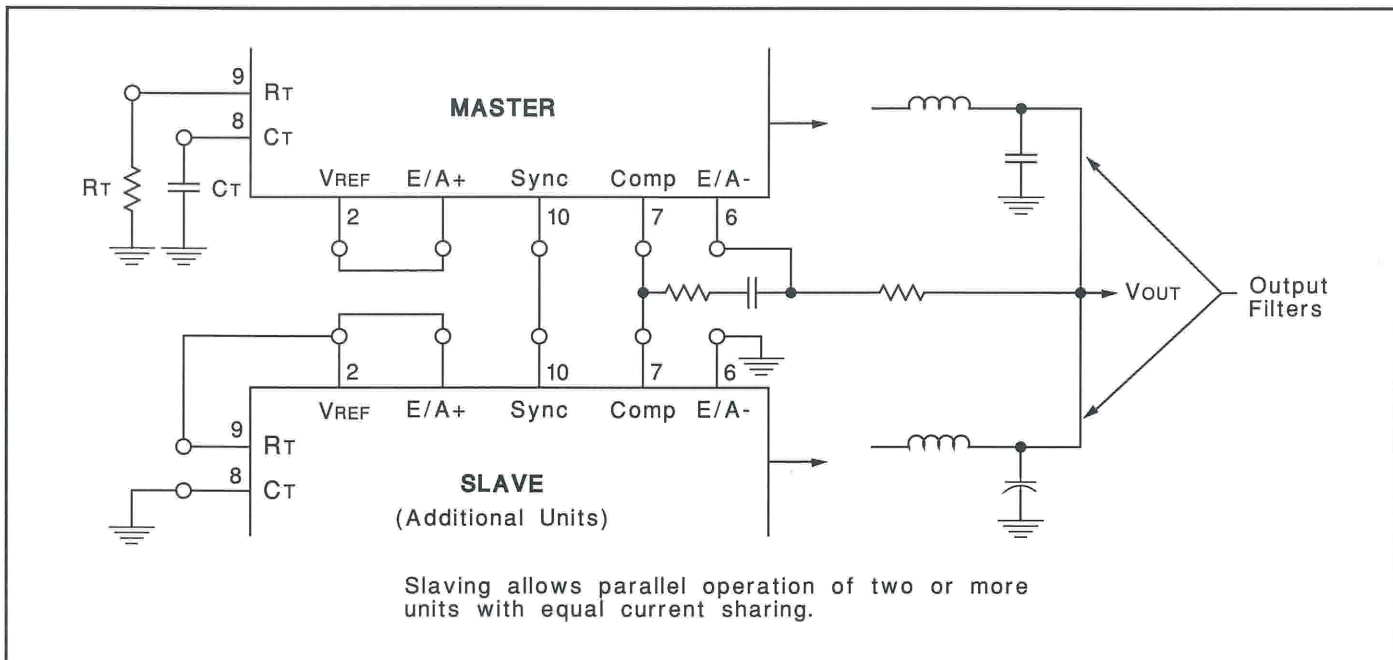 9 RT
MASTER
8 CT
RT
CT
VREF E/A+ Sync Comp E/A-
2 10 7 6
VOUT
Output
Filters
2 10 7 6
VREF E/A+ Sync Comp E/A-
9 RT
8 CT
SLAVE
(Additional Units)
Slaving allows parallel operation of two or more
units with equal current sharing.